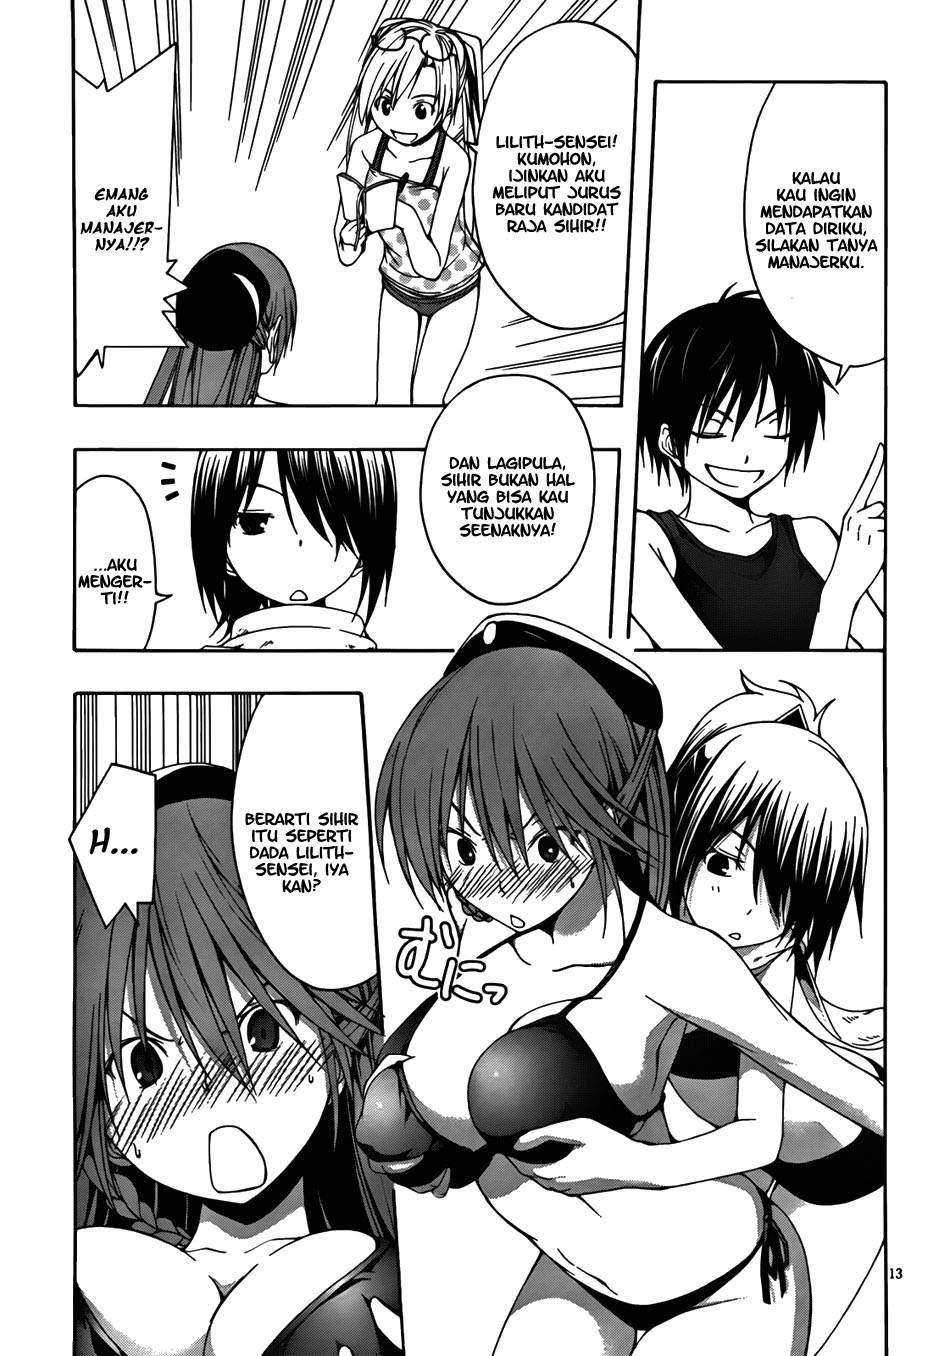 KALAU
KAU INGIN
MENDAPATKAN
DATA DIRIKU,
SILAKAN TANYA
MANAJERKU.
LILITH-SENSEI!
KUMOHON,
IJINKAN AKU
MELIPUT JURUS
BARU KANDIDAT
RAJA SIHIR!!
EMANG
AKU
MANAJER-
NYA!!?
DAN LAGIPULA,
SIHIR BUKAN HAL
YANG BISA KAU
TUNJUKKAN
SEENAKNYA!
...AKU
MENGER-
TI!!
むにっ
BERARTI SIHIR
ITU SEPERTI
DADA LILITH-
SENSEI, IYA
KAN?
H...
13